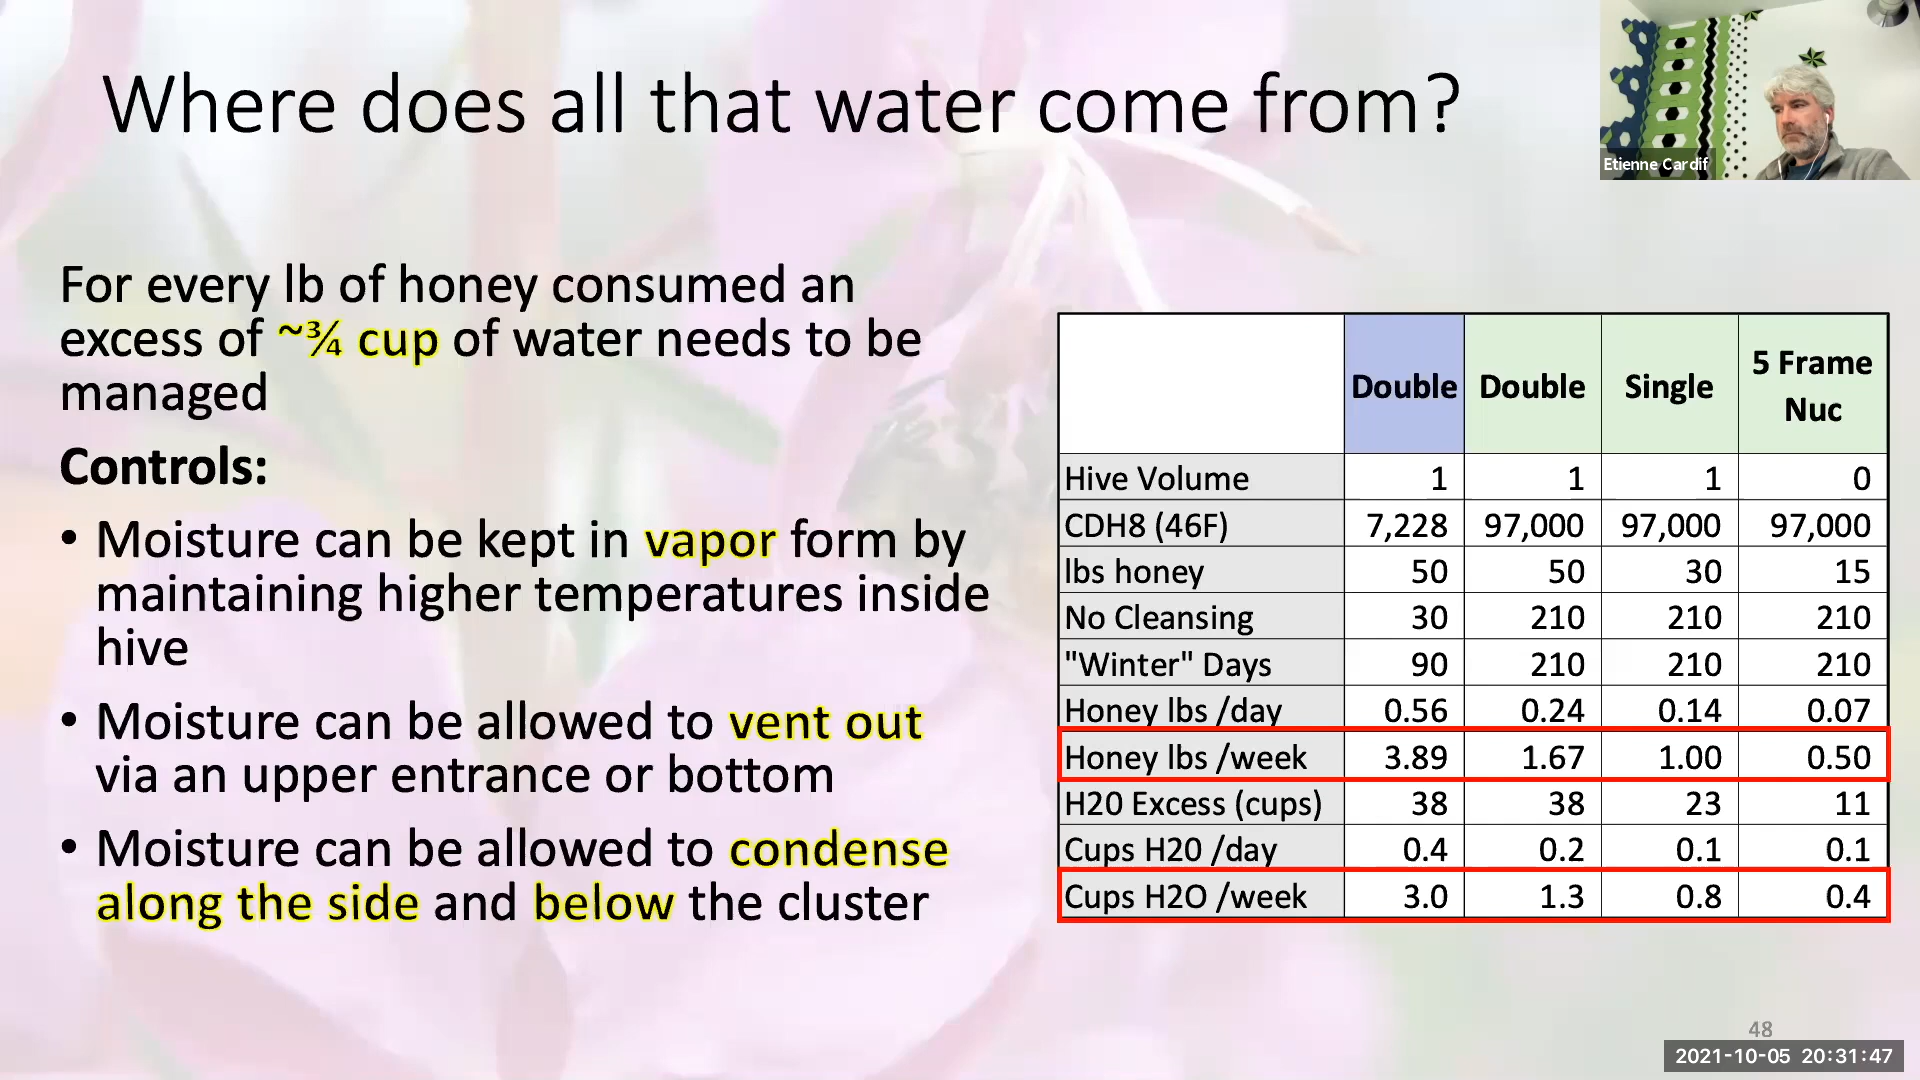 Where does all that water come from?
Etienne Cardif
For every lb of honey consumed an
excess of ~¾ cup of water needs to be
managed
Controls:
• Moisture can be kept in vapor form by
maintaining higher temperatures inside
hive
• Moisture can be allowed to vent out
via an upper entrance or bottom
• Moisture can be allowed to condense
along the side and below the cluster
Double Double Single 5 Frame Nuc
Hive Volume 1 1 1 0
CDH8 (46F) 7,228 97,000 97,000 97,000
lbs honey 50 50 30 15
No Cleansing 30 210 210 210
"Winter" Days 90 210 210 210
Honey lbs /day 0.56 0.24 0.14 0.07
Honey lbs /week 3.89 1.67 1.00 0.50
H20 Excess (cups) 38 38 23 11
Cups H20 /day 0.4 0.2 0.1 0.1
Cups H2O /week 3.0 1.3 0.8 0.4
48
2021-10-05 20:31:47